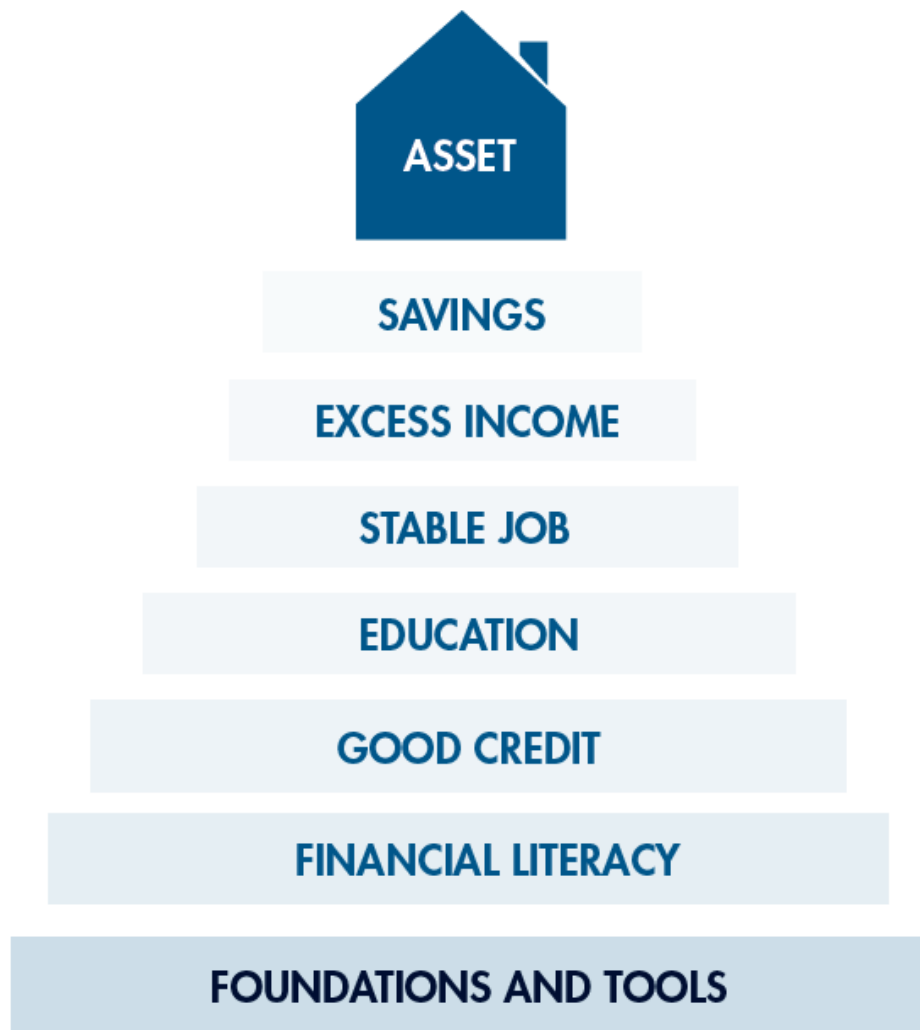 ASSET
SAVINGS
EXCESS INCOME
STABLE JOB
EDUCATION
GOOD CREDIT
FINANCIAL LITERACY
FOUNDATIONS AND TOOLS